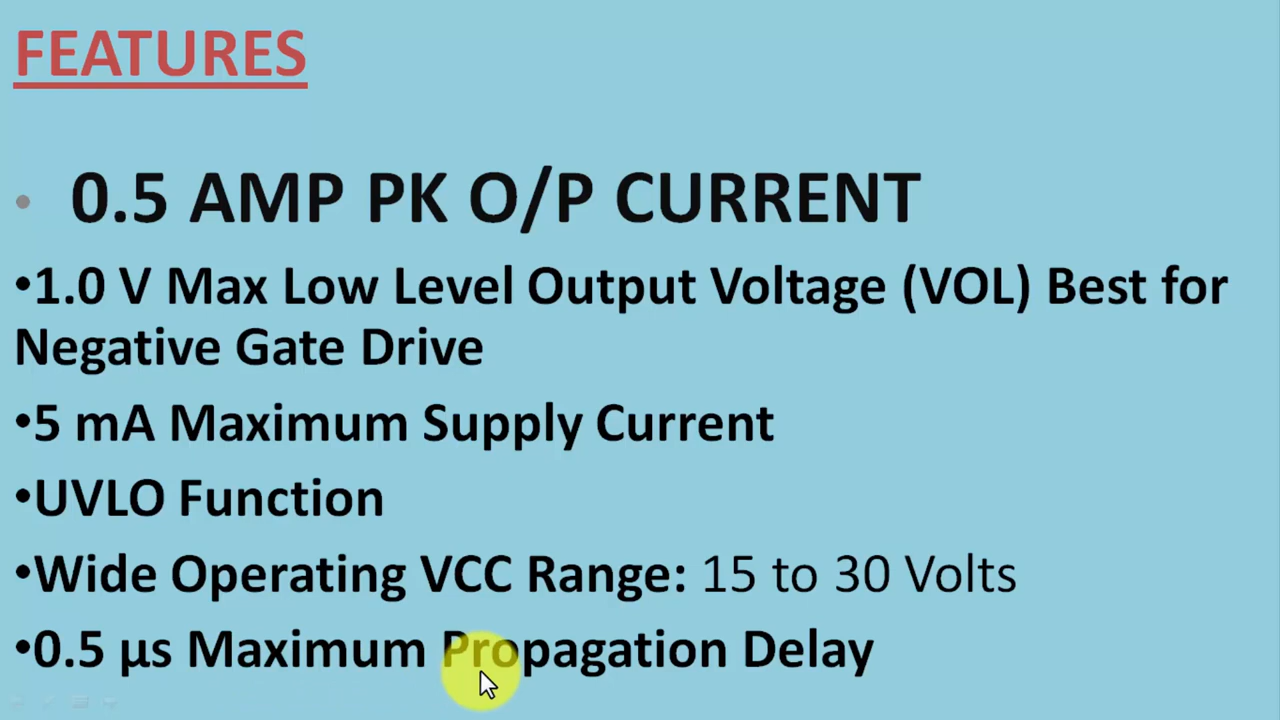 FEATURES
• 0.5 AMP PK O/P CURRENT
•1.0 V Max Low Level Output Voltage (VOL) Best for
Negative Gate Drive
•5 mA Maximum Supply Current
•UVLO Function
•Wide Operating VCC Range: 15 to 30 Volts
•0.5 µs Maximum Propagation Delay